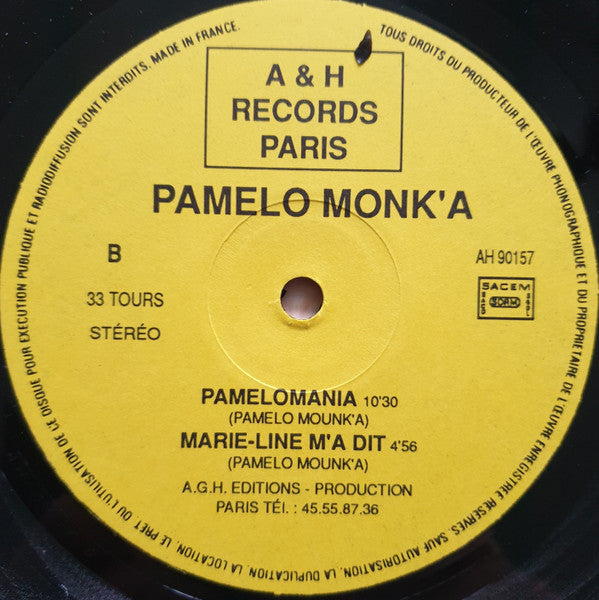 TOUS DROITS DU PRODUCTEUR DE L'ŒUVRE PHONOGRAPHIQUE ET DU PROPRIETAIRE DE L'ŒUVRE ENREGISTREE RESERVES. SAUF AUTORISATION, LA DUPLICATION, LA LOCATION, LE PRET OU L'UTILISATION DE CE DISQUE POUR EXECUTION PUBLIQUE ET RADIODIFFUSION SONT INTERDITS. MADE IN FRANCE.
A & H
RECORDS
PARIS
PAMELO MONK'A
B
AH 90157
33 TOURS
STÉRÉO
SACEM
SDRM
PAMELOMANIA 10'30
(PAMELO MOUNK'A)
MARIE-LINE M'A DIT 4'56
(PAMELO MOUNK'A)
A.G.H. EDITIONS - PRODUCTION
PARIS TÉI. : 45.55.87.36